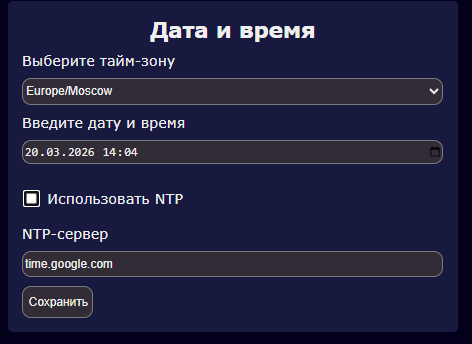 Дата и время
Выберите тайм-зону
Europe/Moscow
Введите дату и время
20.03.2026 14:04
Использовать NTP
NTP-сервер
time.google.com
Сохранить